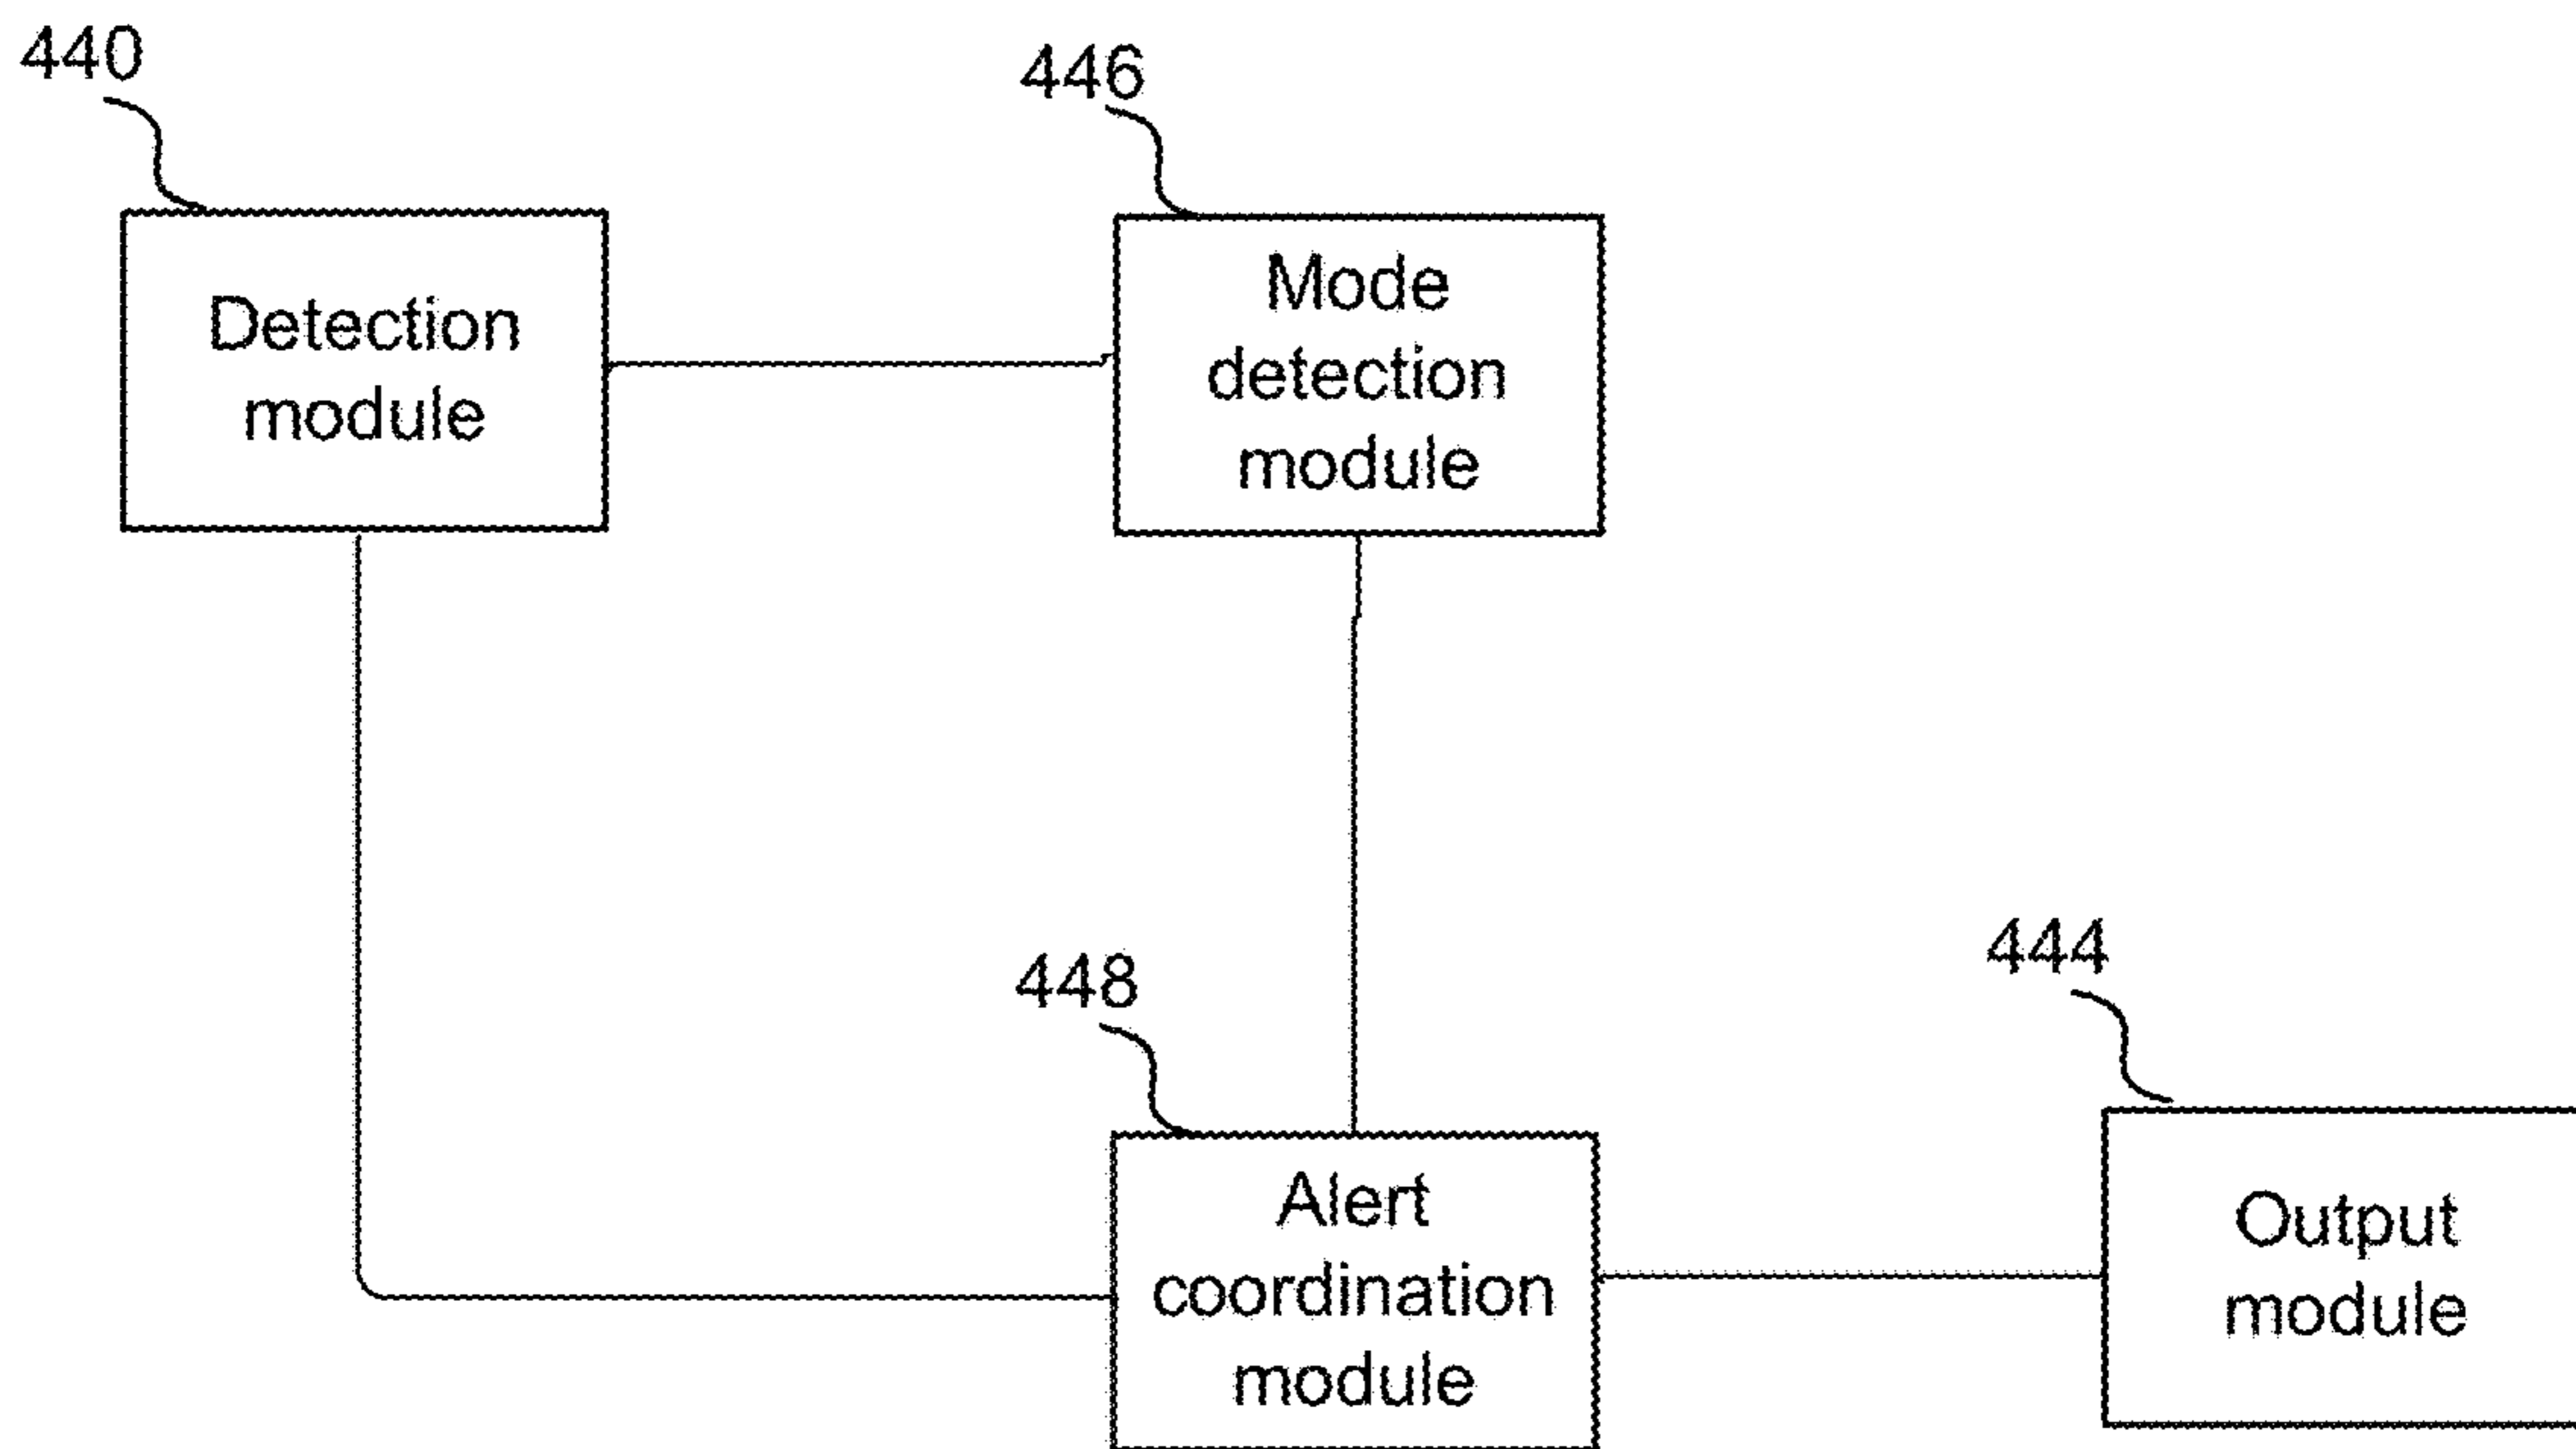 440
446
Detection
module
Mode
detection
module
448
444
Alert
coordination
module
Output
module